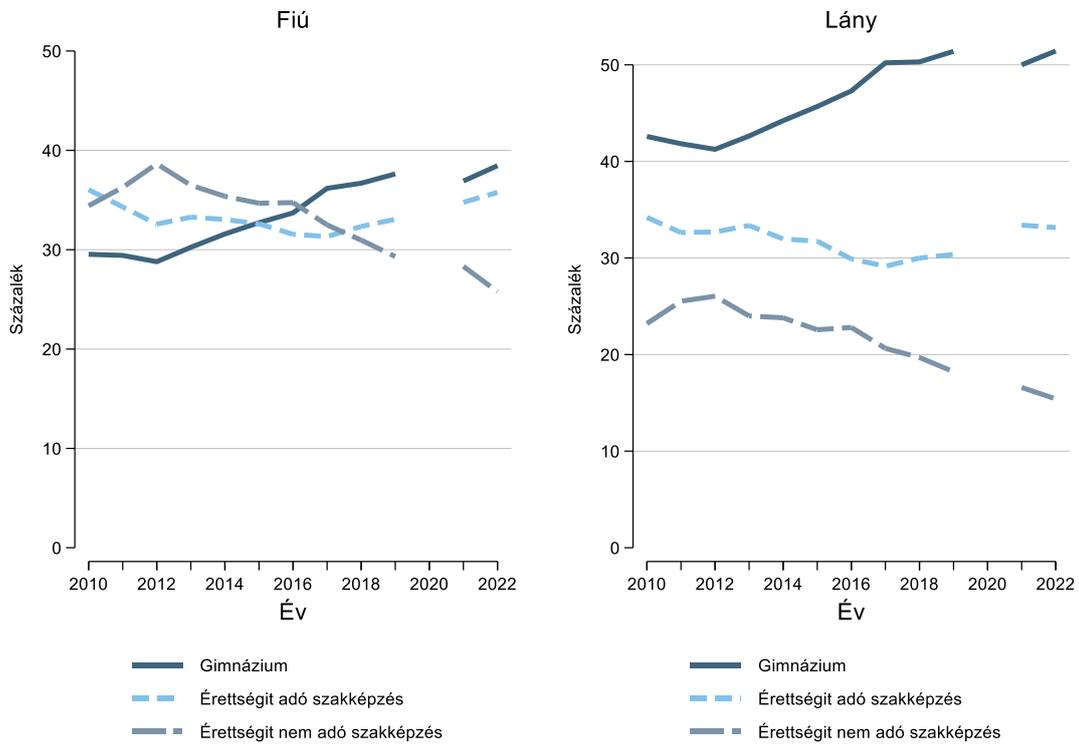 Fiú
50
40
30
20
10
0
Százalék
2010 2012 2014 2016 2018 2020 2022
Év
Gimnázium
Érettségit adó szakképzés
Érettségit nem adó szakképzés
Lány
50
40
30
20
10
0
Százalék
2010 2012 2014 2016 2018 2020 2022
Év
Gimnázium
Érettségit adó szakképzés
Érettségit nem adó szakképzés